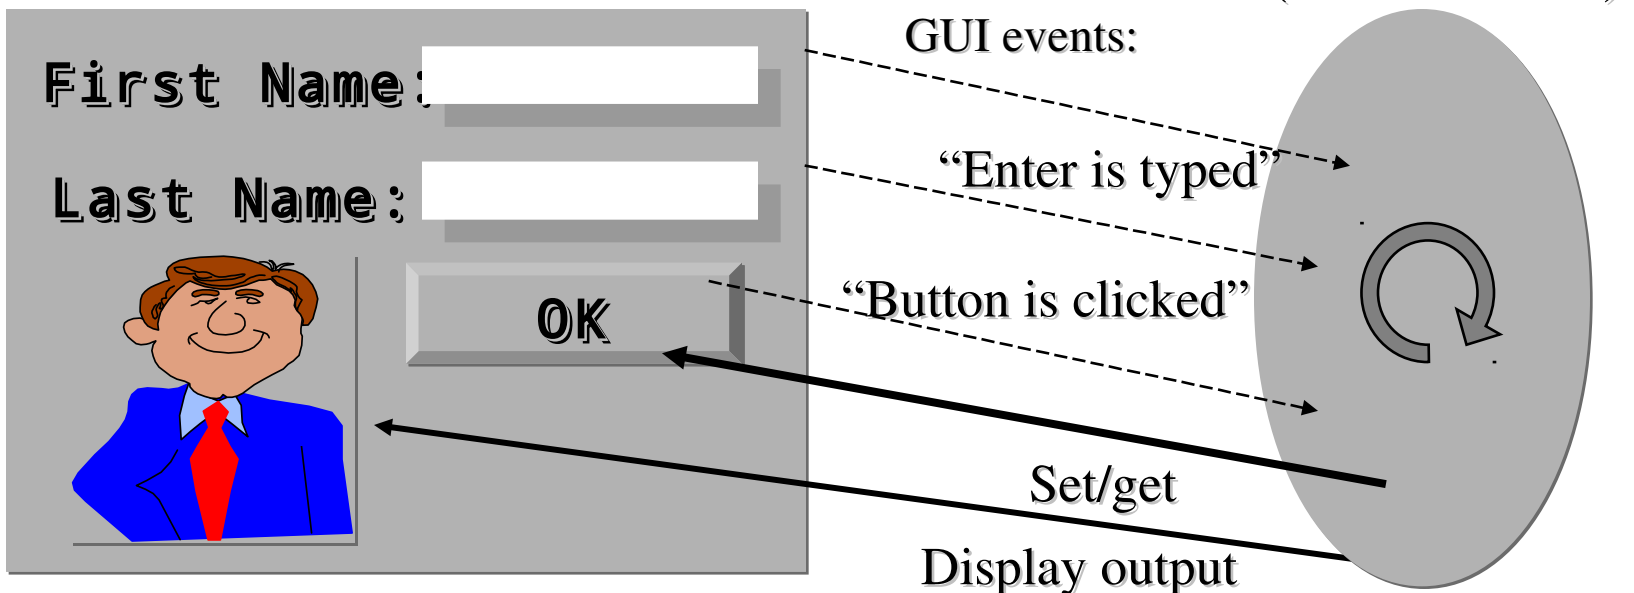 First Name:
Last Name:
OK
GUI events:
“Enter is typed”
“Button is clicked”
Set/get
Display output